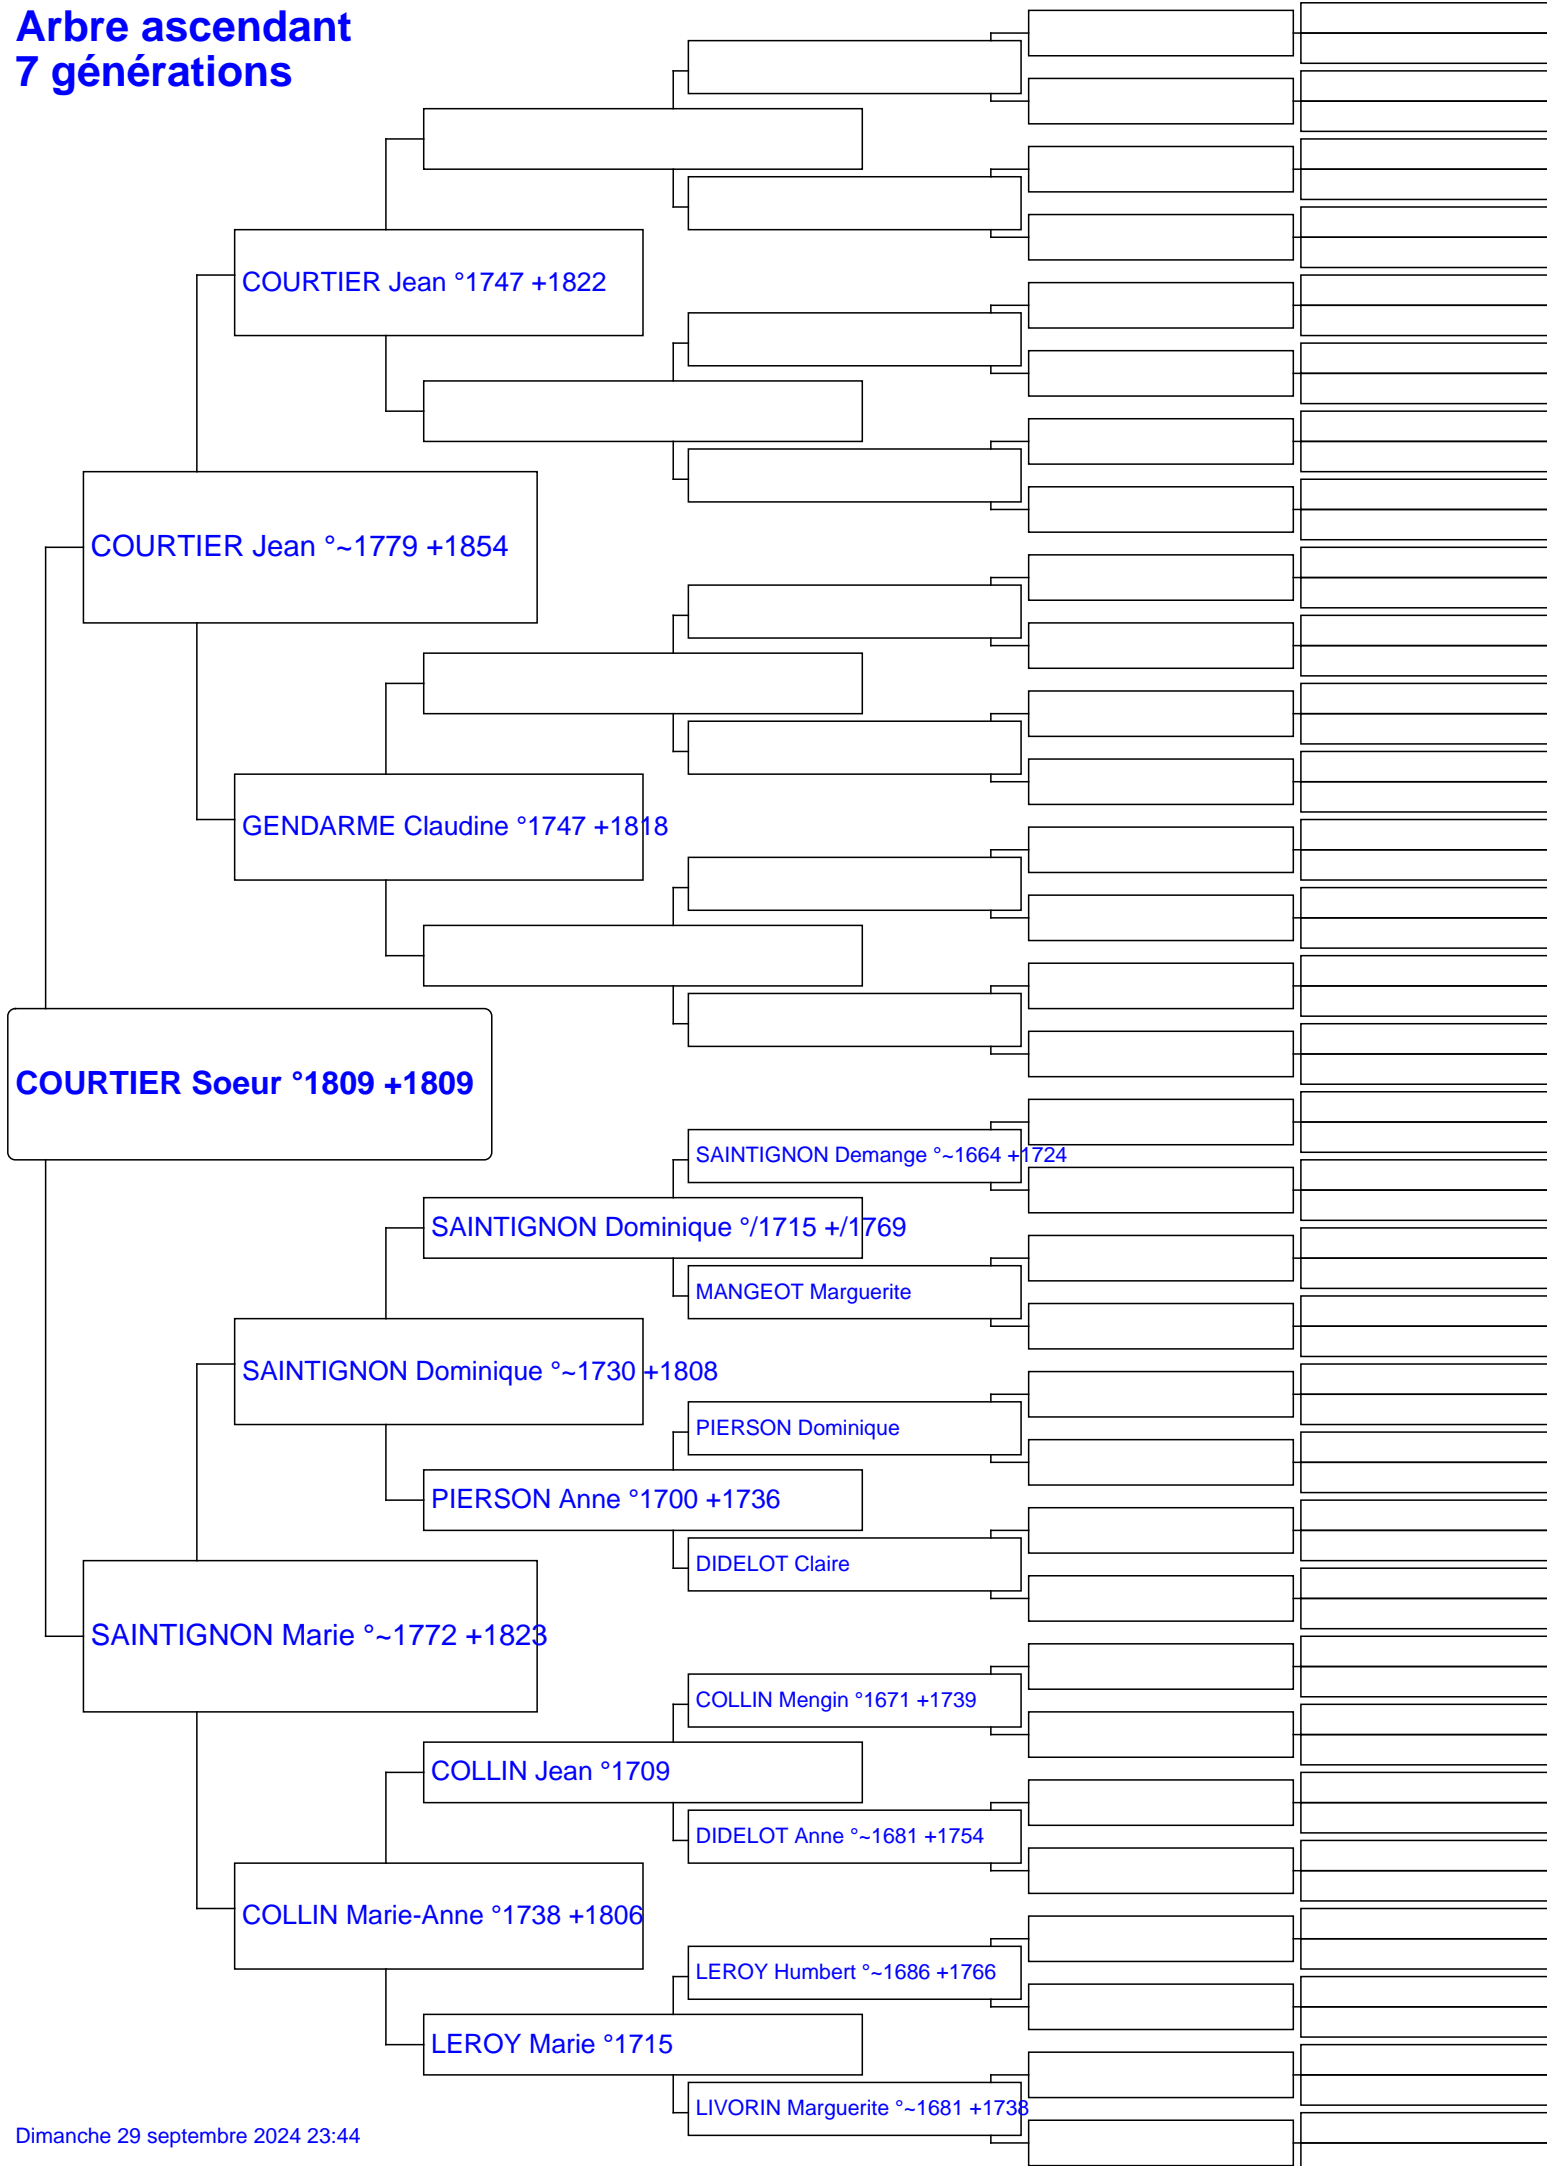 Arbre ascendant
7 générations
COURTIER Jean °1747 +1822
COURTIER Jean °~1779 +1854
GENDARME Claudine °1747 +1818
COURTIER Soeur °1809 +1809
SAINTIGNON Demange °~1664 +1724
SAINTIGNON Dominique °/1715 +/1769
MANGEOT Marguerite
SAINTIGNON Dominique °~1730 +1808
PIERSON Dominique
PIERSON Anne °1700 +1736
DIDELOT Claire
SAINTIGNON Marie °~1772 +1823
COLLIN Mengin °1671 +1739
COLLIN Jean °1709
DIDELOT Anne °~1681 +1754
COLLIN Marie-Anne °1738 +1806
LEROY Humbert °~1686 +1766
LEROY Marie °1715
LIVORIN Marguerite °~1681 +1738
Dimanche 29 septembre 2024 23:44